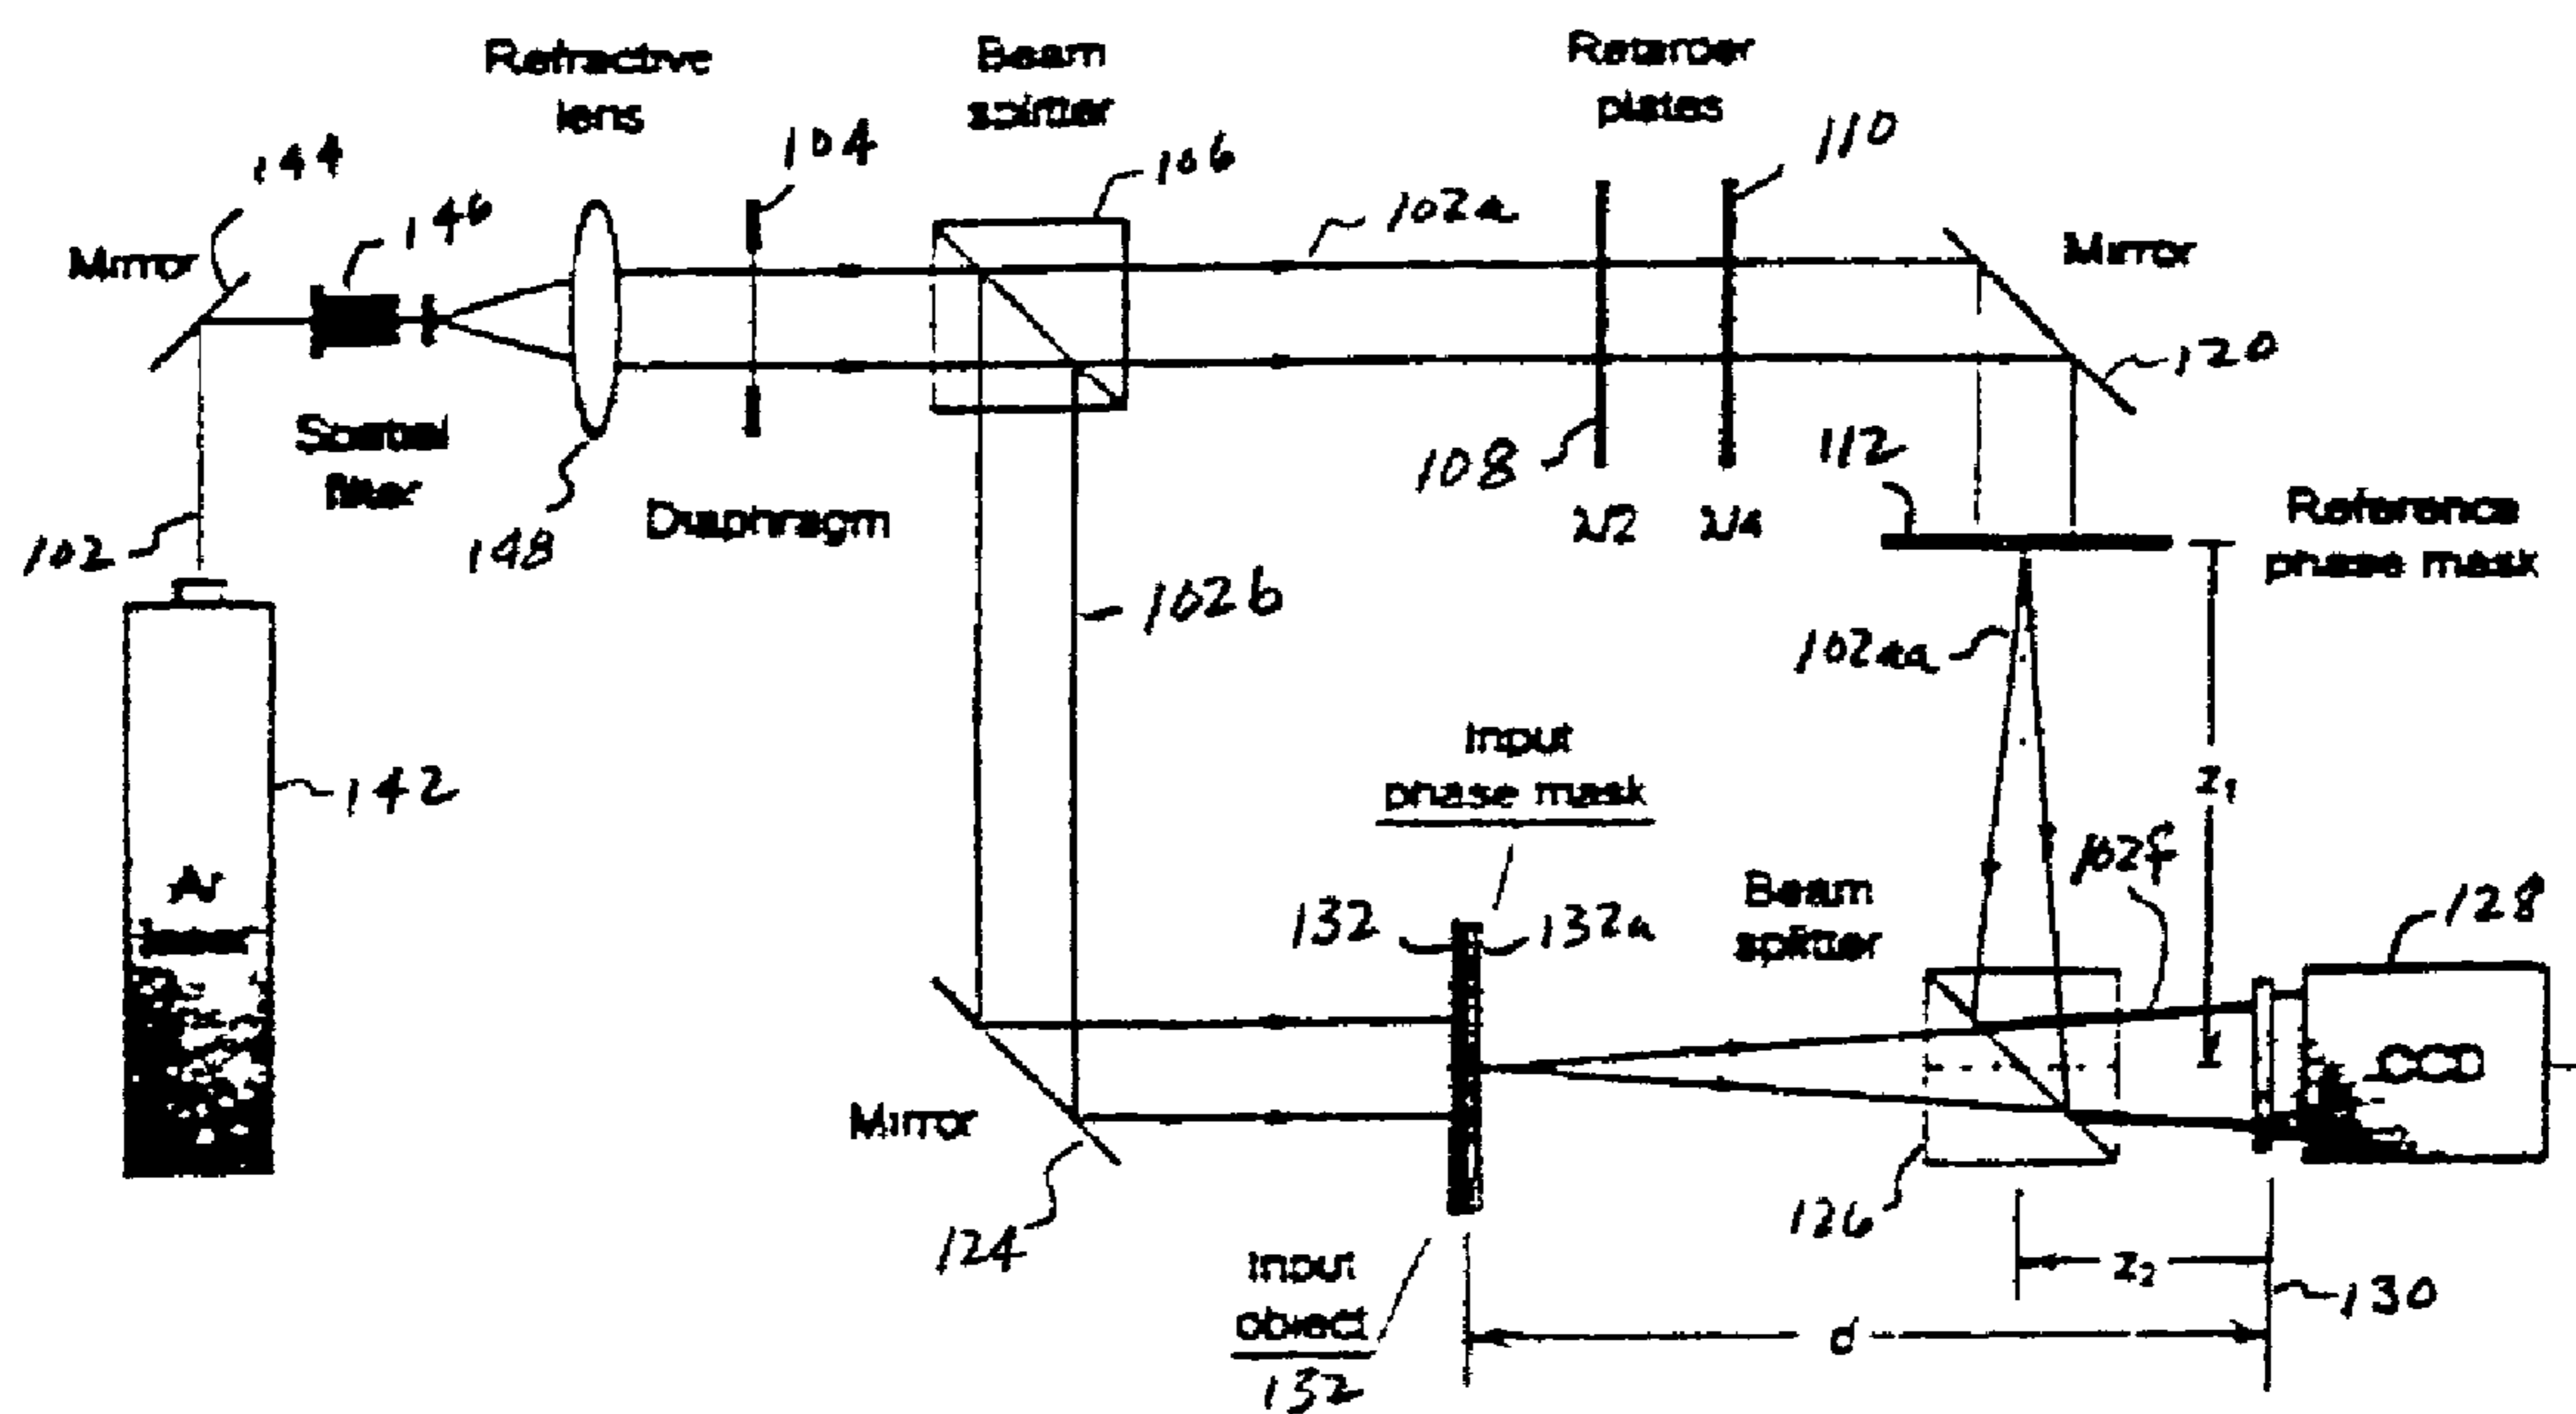 Refractive
lens
Beam
splitter
Retarder
plates
144
104
106
102a
110
Mirror
146
Mirror
120
Spatial
filter
148
Diaphragm
108
λ/2
λ/4
112
Reference
phase mask
102
102b
102aa
142
Ar
Input
phase mask
z₁
102f
132
132a
Beam
splitter
128
CCD
Mirror
124
126
Input
object
132
z₂
130
d